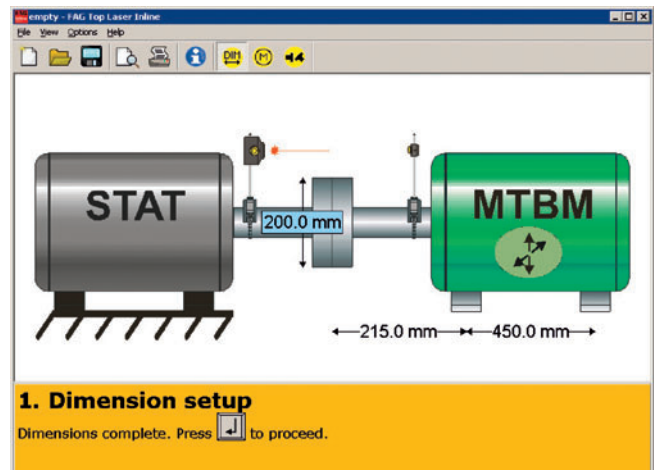 empty - FAG Top Laser Inline
File View Options Help
DIM M
STAT
MTBM
200.0 mm
215.0 mm 450.0 mm
1. Dimension setup
Dimensions complete. Press to proceed.